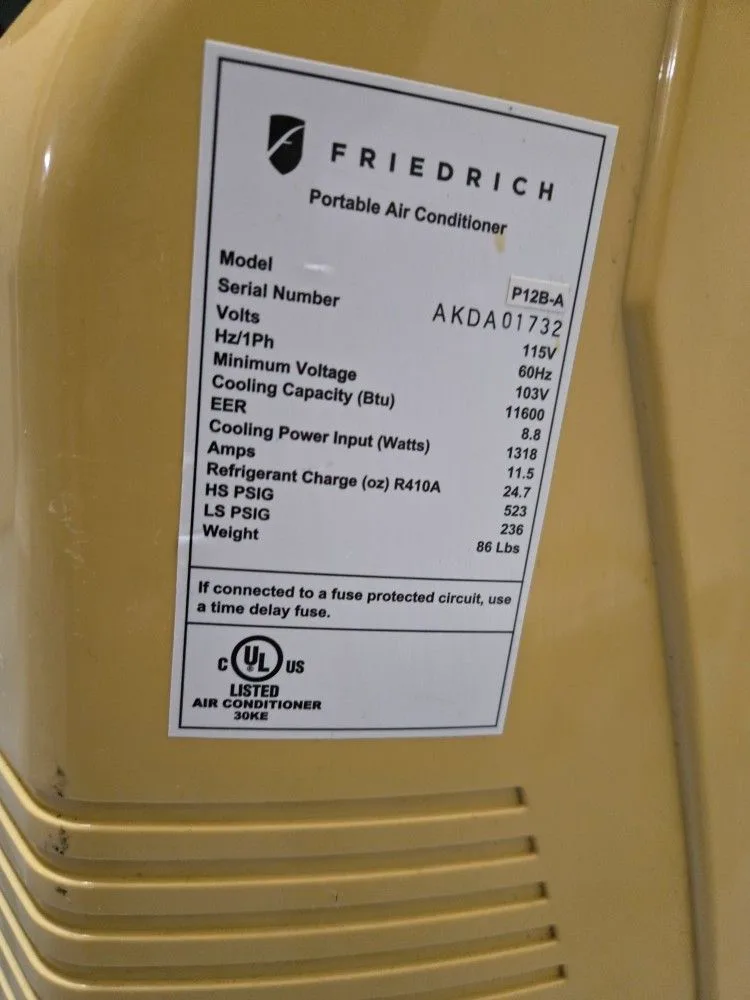 FRIEDRICH
Portable Air Conditioner
Model P12B-A
Serial Number AKDA01732
Volts 115V
Hz/1Ph 60Hz
Minimum Voltage 103V
Cooling Capacity (Btu) 11600
EER 8.8
Cooling Power Input (Watts) 1318
Amps 11.5
Refrigerant Charge (oz) R410A 24.7
HS PSIG 523
LS PSIG 236
Weight 86 Lbs
If connected to a fuse protected circuit, use
a time delay fuse.
C UL ® US
LISTED
AIR CONDITIONER
30KE